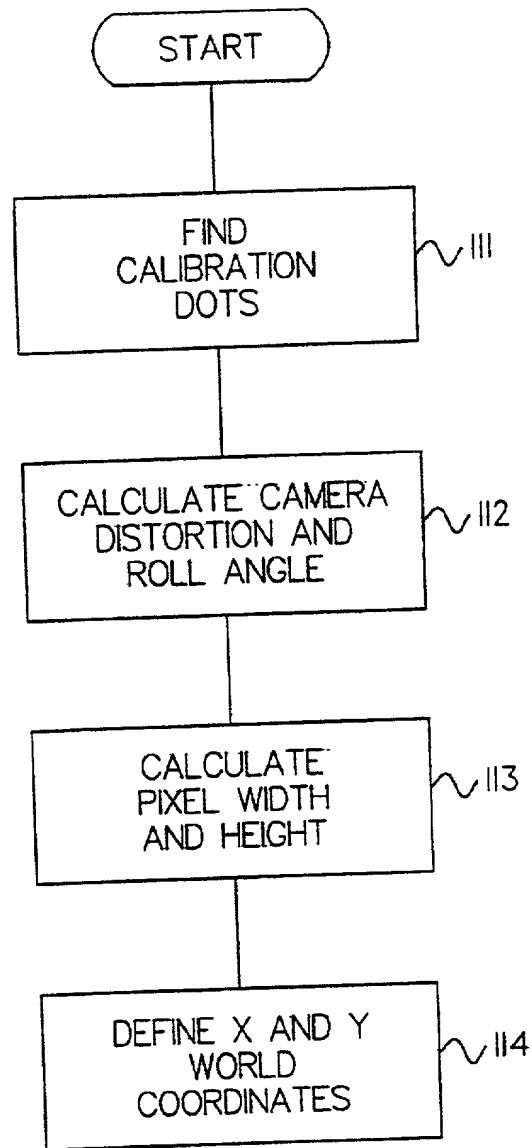 START
FIND
CALIBRATION
DOTS
111
CALCULATE CAMERA
DISTORTION AND
ROLL ANGLE
112
CALCULATE
PIXEL WIDTH
AND HEIGHT
113
DEFINE X AND Y
WORLD
COORDINATES
114